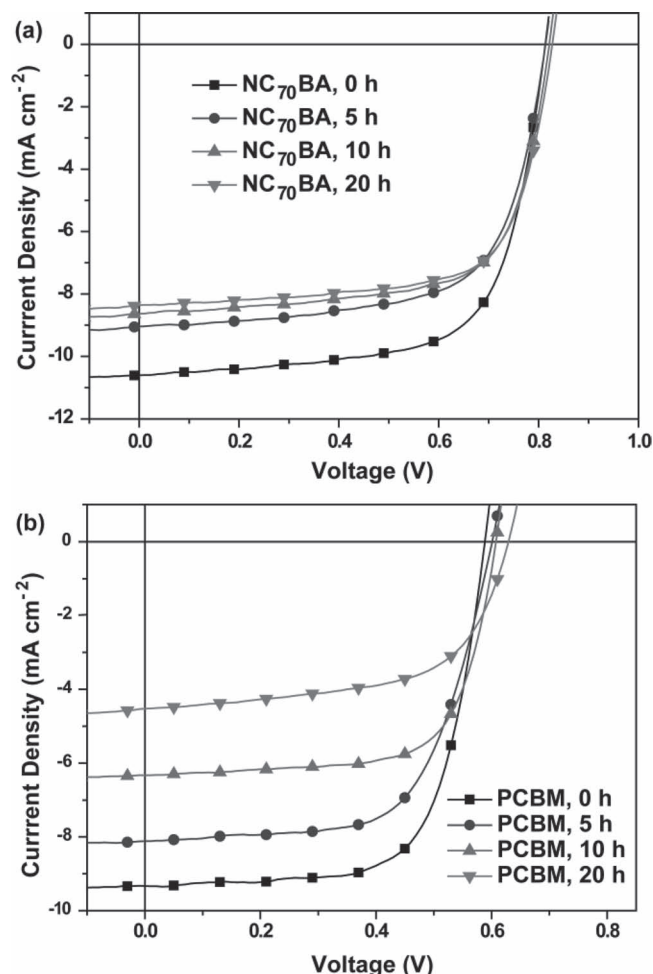 (a)
0
-2
-4
-6
-8
-10
-12
Currrent Density (mA cm⁻²)
NC₇₀BA, 0 h
NC₇₀BA, 5 h
NC₇₀BA, 10 h
NC₇₀BA, 20 h
0.0 0.2 0.4 0.6 0.8 1.0
Voltage (V)
(b)
0
-2
-4
-6
-8
-10
Currrent Density (mA cm⁻²)
PCBM, 0 h
PCBM, 5 h
PCBM, 10 h
PCBM, 20 h
0.0 0.2 0.4 0.6 0.8
Voltage (V)